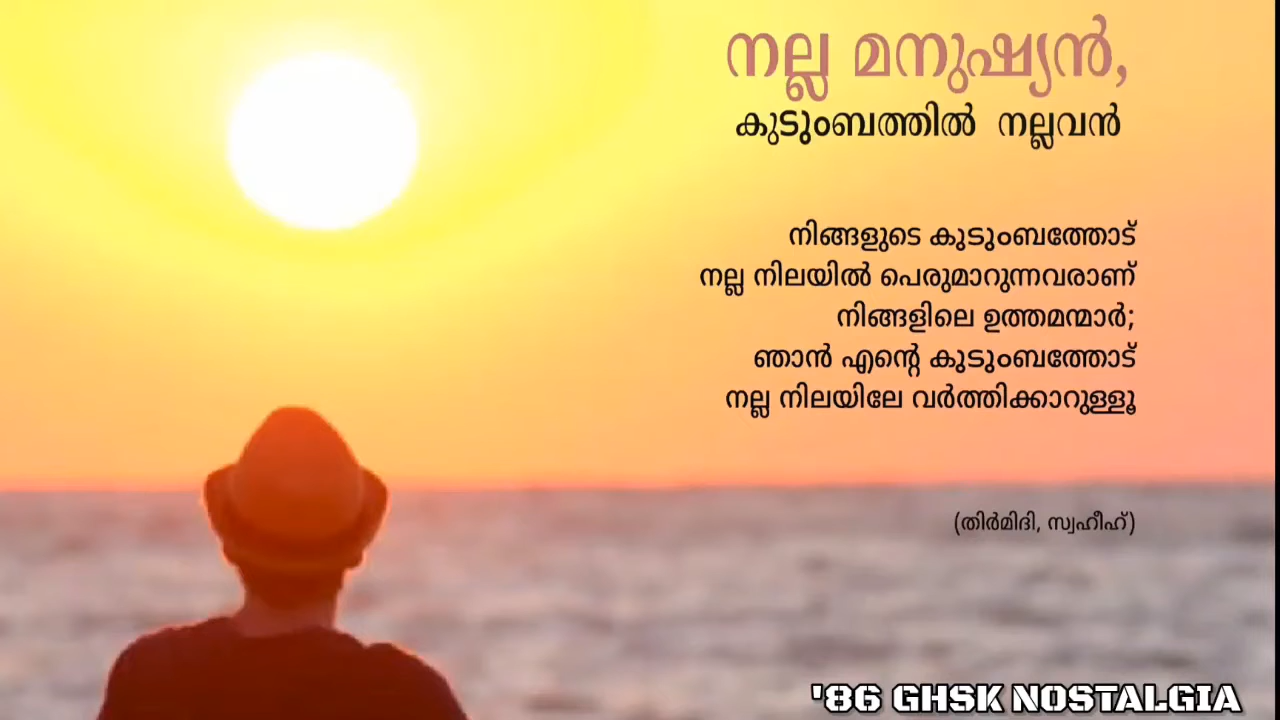 നല്ല മനുഷ്യൻ,
കുടുംബത്തിൽ നല്ലവൻ
നിങ്ങളുടെ കുടുംബത്തോട്
നല്ല നിലയിൽ പെരുമാറുന്നവരാണ്
നിങ്ങളിലെ ഉത്തമന്മാർ;
ഞാൻ എന്റെ കുടുംബത്തോട്
നല്ല നിലയിലേ വർത്തിക്കാറുള്ളൂ
(തിർമിദി, സ്വഹീഹ്)
'86 GHSK NOSTALGIA